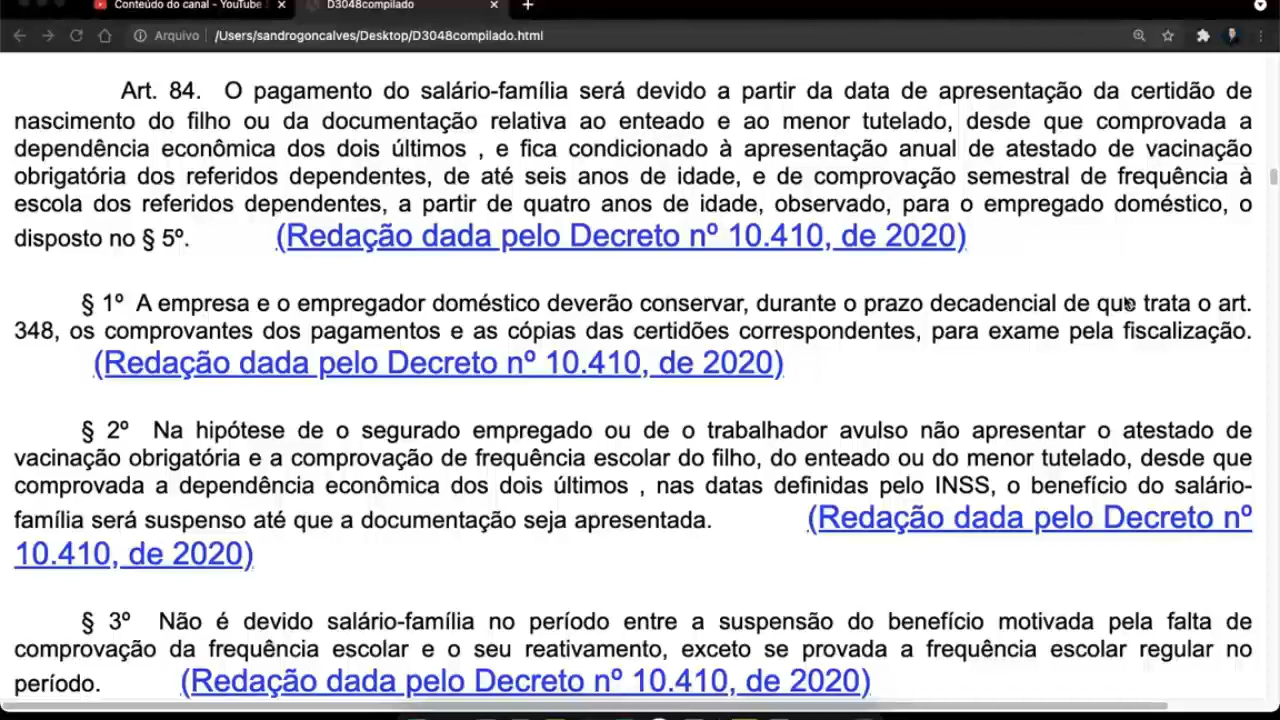 Conteúdo do canal - YouTube
D3048compilado
Arquivo
/Users/sandrogoncalves/Desktop/D3048compilado.html
Art. 84. O pagamento do salário-família será devido a partir da data de apresentação da certidão de
nascimento do filho ou da documentação relativa ao enteado e ao menor tutelado, desde que comprovada a
dependência econômica dos dois últimos , e fica condicionado à apresentação anual de atestado de vacinação
obrigatória dos referidos dependentes, de até seis anos de idade, e de comprovação semestral de frequência à
escola dos referidos dependentes, a partir de quatro anos de idade, observado, para o empregado doméstico, o
disposto no § 5º. (Redação dada pelo Decreto nº 10.410, de 2020)
§ 1º A empresa e o empregador doméstico deverão conservar, durante o prazo decadencial de que trata o art.
348, os comprovantes dos pagamentos e as cópias das certidões correspondentes, para exame pela fiscalização.
(Redação dada pelo Decreto nº 10.410, de 2020)
§ 2º Na hipótese de o segurado empregado ou de o trabalhador avulso não apresentar o atestado de
vacinação obrigatória e a comprovação de frequência escolar do filho, do enteado ou do menor tutelado, desde que
comprovada a dependência econômica dos dois últimos , nas datas definidas pelo INSS, o benefício do salário-
família será suspenso até que a documentação seja apresentada. (Redação dada pelo Decreto nº
10.410, de 2020)
§ 3º Não é devido salário-família no período entre a suspensão do benefício motivada pela falta de
comprovação da frequência escolar e o seu reativamento, exceto se provada a frequência escolar regular no
período. (Redação dada pelo Decreto nº 10.410, de 2020)